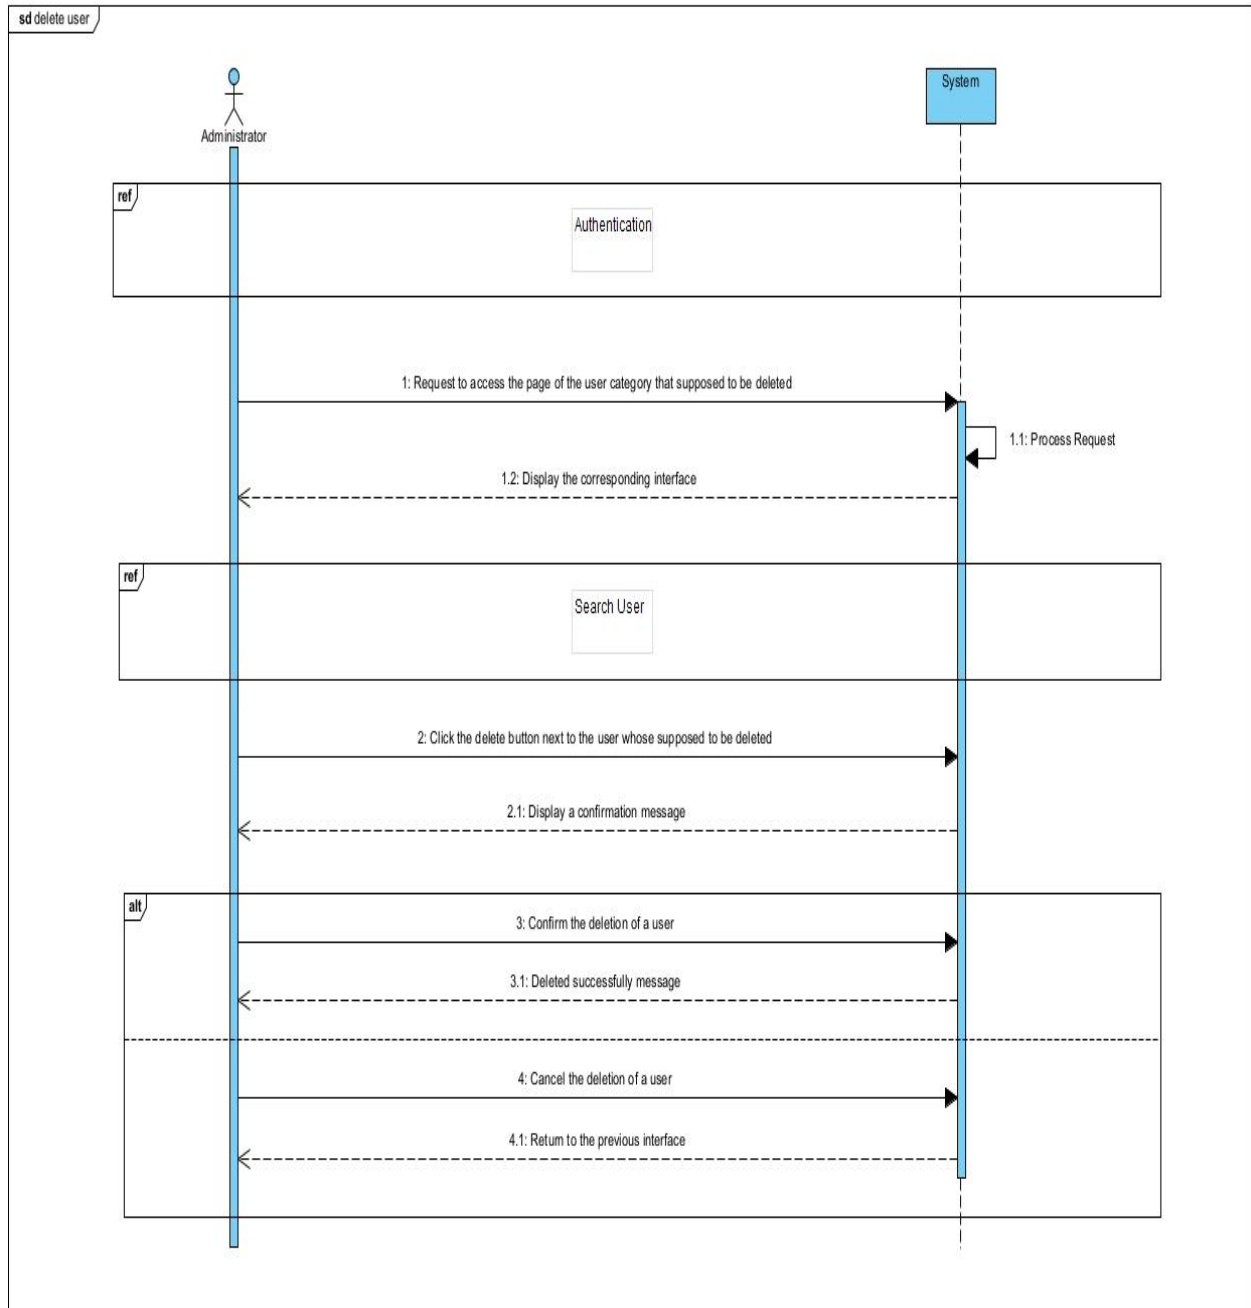 sd delete user
System
Administrator
ref
Authentication
1: Request to access the page of the user category that supposed to be deleted
1.1: Process Request
1.2: Display the corresponding interface
ref
Search User
2: Click the delete button next to the user whose supposed to be deleted
2.1: Display a confirmation message
alt
3: Confirm the deletion of a user
3.1: Deleted successfully message
4: Cancel the deletion of a user
4.1: Return to the previous interface